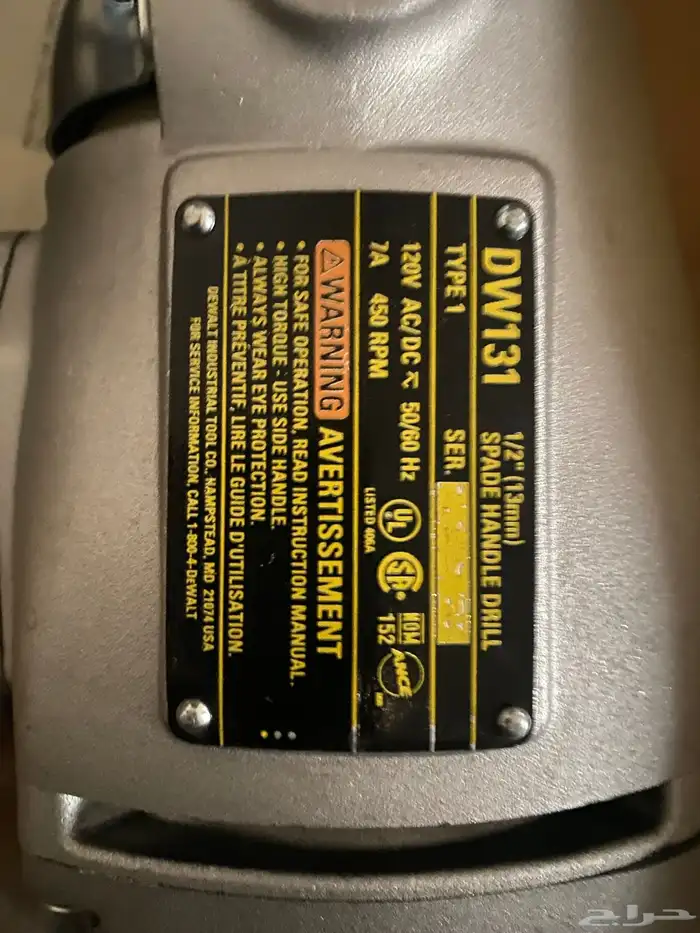 DW131
1/2" (13mm)
SPADE HANDLE DRILL
TYPE 1
SER.
120V AC/DC 50/60 Hz
7A 450 RPM
UL
LISTED 406A
SA
NOM
152
ANCE
⚠WARNING AVERTISSEMENT
• FOR SAFE OPERATION, READ INSTRUCTION MANUAL.
• HIGH TORQUE - USE SIDE HANDLE.
• ALWAYS WEAR EYE PROTECTION.
• À TITRE PRÉVENTIF, LIRE LE GUIDE D'UTILISATION.
DEWALT INDUSTRIAL TOOL CO., HAMPSTEAD, MD 21074 USA
FOR SERVICE INFORMATION, CALL 1-800-4-DEWALT
حراج